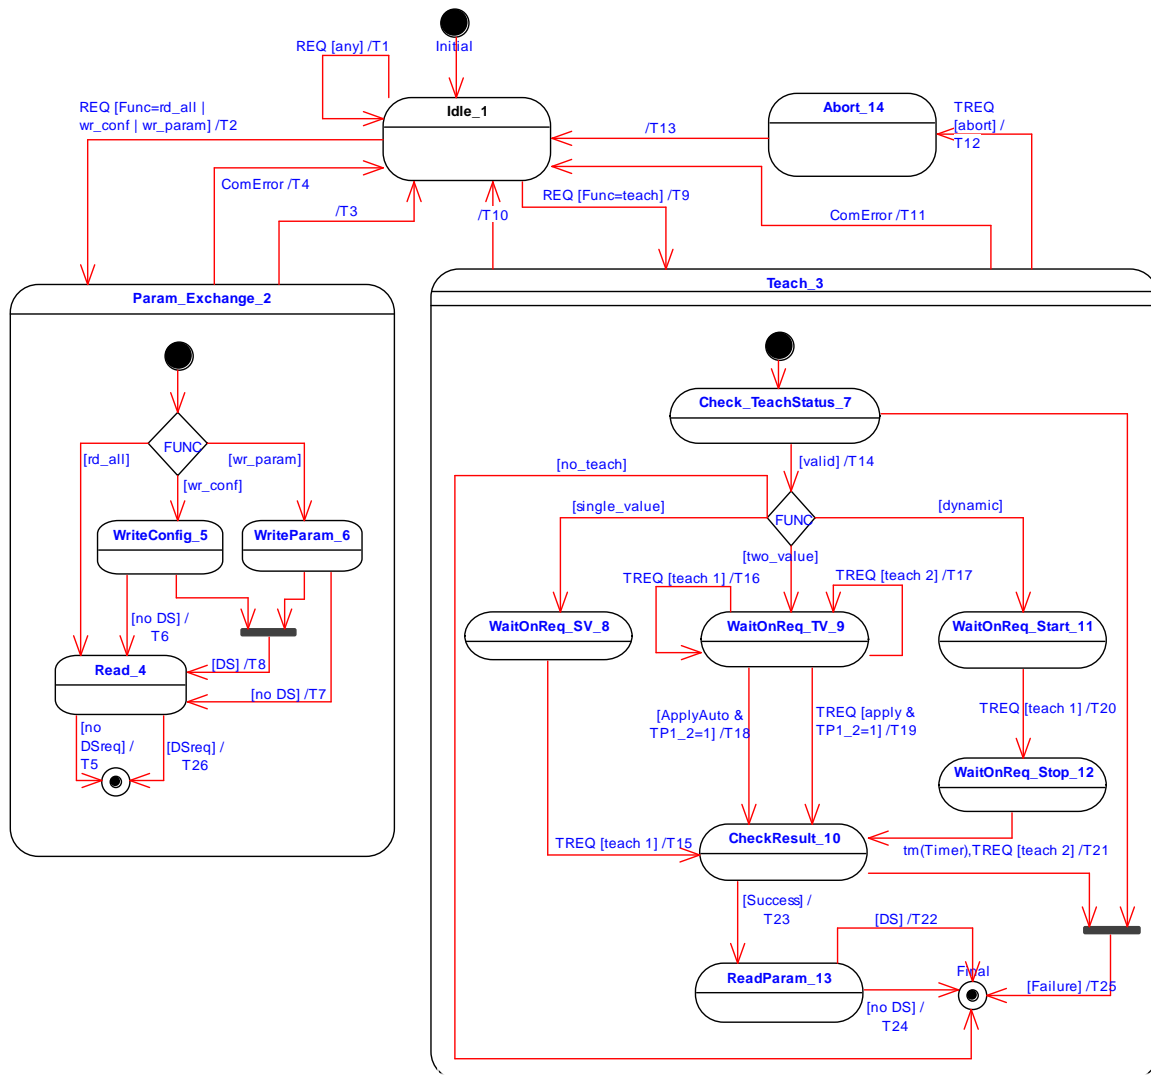 Initial
REQ [any] /T1
Idle_1
Abort_14
REQ [Func=rd_all |
wr_conf | wr_param] /T2
TREQ
[abort] /
T12
/T13
ComError /T4
REQ [Func=teach] /T9
/T3
/T10
ComError /T11
Param_Exchange_2
Teach_3
Check_TeachStatus_7
FUNC
[rd_all]
[wr_param]
[wr_conf]
[no_teach]
[valid] /T14
[single_value]
FUNC
[dynamic]
[two_value]
WriteConfig_5
WriteParam_6
TREQ [teach 1] /T16
TREQ [teach 2] /T17
[no DS] /
T6
WaitOnReq_SV_8
WaitOnReq_TV_9
WaitOnReq_Start_11
[DS] /T8
Read_4
[no DS] /T7
[no
DSreq] /
T5
[DSreq] /
T26
[ApplyAuto &
TP1_2=1] /T18
TREQ [apply &
TP1_2=1] /T19
TREQ [teach 1] /T20
WaitOnReq_Stop_12
TREQ [teach 1] /T15
CheckResult_10
tm(Timer),TREQ [teach 2] /T21
[Success] /
T23
[DS] /T22
ReadParam_13
Final
[no DS] /
T24
[Failure] /T25